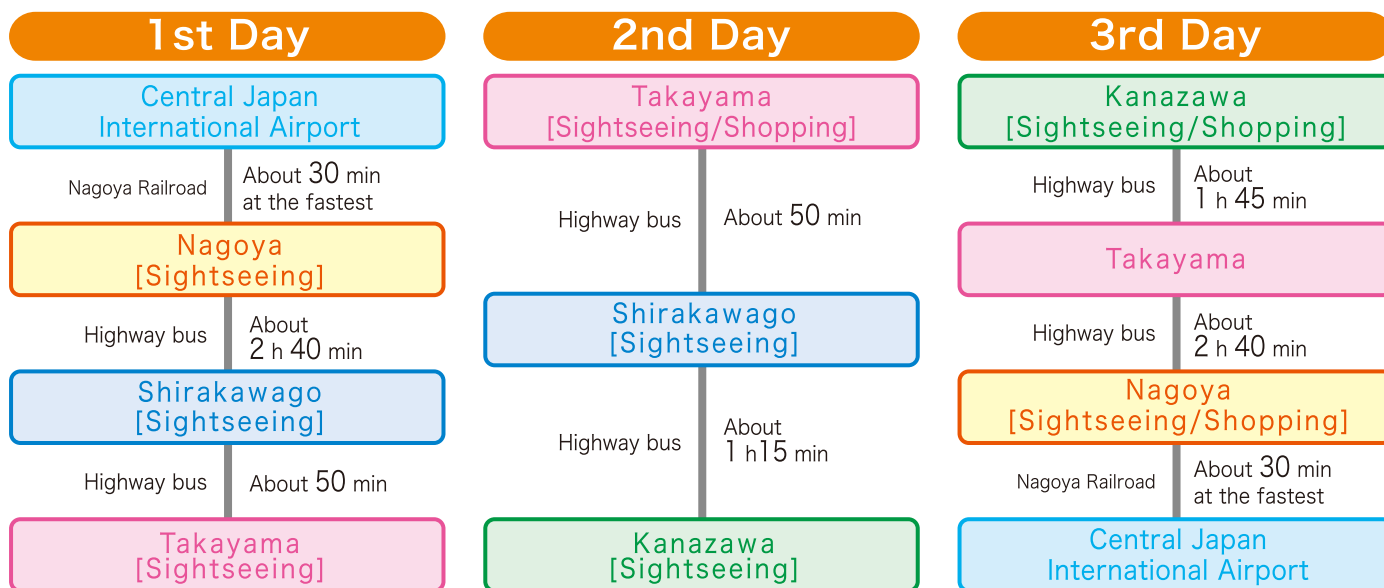 1st Day
Central Japan
International Airport
Nagoya Railroad
About 30 min
at the fastest
Nagoya
[Sightseeing]
Highway bus
About
2 h 40 min
Shirakawago
[Sightseeing]
Highway bus
About 50 min
Takayama
[Sightseeing]
2nd Day
Takayama
[Sightseeing/Shopping]
Highway bus
About 50 min
Shirakawago
[Sightseeing]
Highway bus
About
1 h15 min
Kanazawa
[Sightseeing]
3rd Day
Kanazawa
[Sightseeing/Shopping]
Highway bus
About
1 h 45 min
Takayama
Highway bus
About
2 h 40 min
Nagoya
[Sightseeing/Shopping]
Nagoya Railroad
About 30 min
at the fastest
Central Japan
International Airport